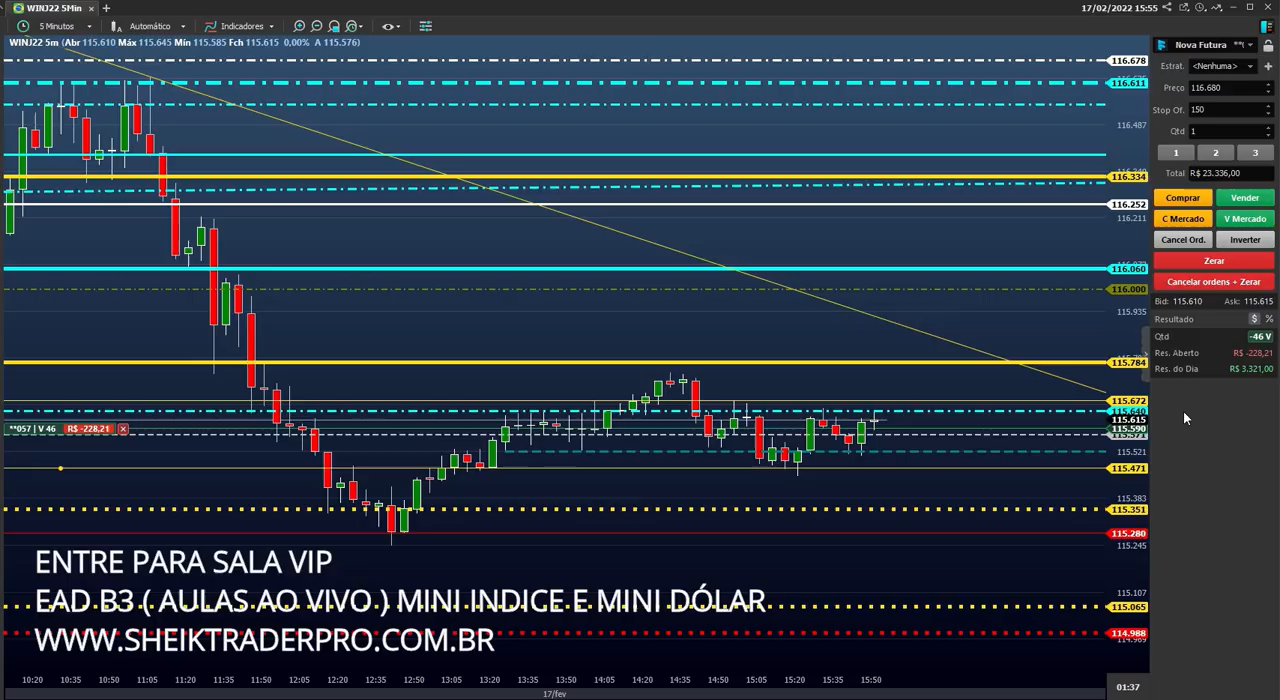 WINJ22 5Min
17/02/2022 15:55
5 Minutos
Automático
Indicadores
WINJ22 5m (Abr 115.610 Máx 115.645 Mín 115.585 Fch 115.615 0,00% A 115.576)
116.678
116.611
116.487
116.334
116.252
116.211
116.060
116.000
115.935
115.784
115.672
115.640
115.615
115.590
115.521
115.471
115.383
115.351
115.280
115.245
115.107
115.065
114.988
**057 | V 46 R$ -228,21
ENTRE PARA SALA VIP
EAD B3 ( AULAS AO VIVO ) MINI INDICE E MINI DÓLAR
WWW.SHEIKTRADERPRO.COM.BR
10:20 10:35 10:50 11:05 11:20 11:35 11:50 12:05 12:20 12:35 12:50 13:05 13:20 13:35 13:50 14:05 14:20 14:35 14:50 15:05 15:20 15:35 15:50
17/fev
01:37
Nova Futura
Estrat. <Nenhuma>
Preço 116.680
Stop Of. 150
Qtd 1
1 2 3
Total R$ 23.336,00
Comprar Vender
C Mercado V Mercado
Cancel Ord. Inverter
Zerar
Cancelar ordens + Zerar
Bid: 115.610 Ask: 115.615
Resultado $ %
Qtd -46 V
Res. Aberto R$ -228,21
Res. do Dia R$ 3.321,00